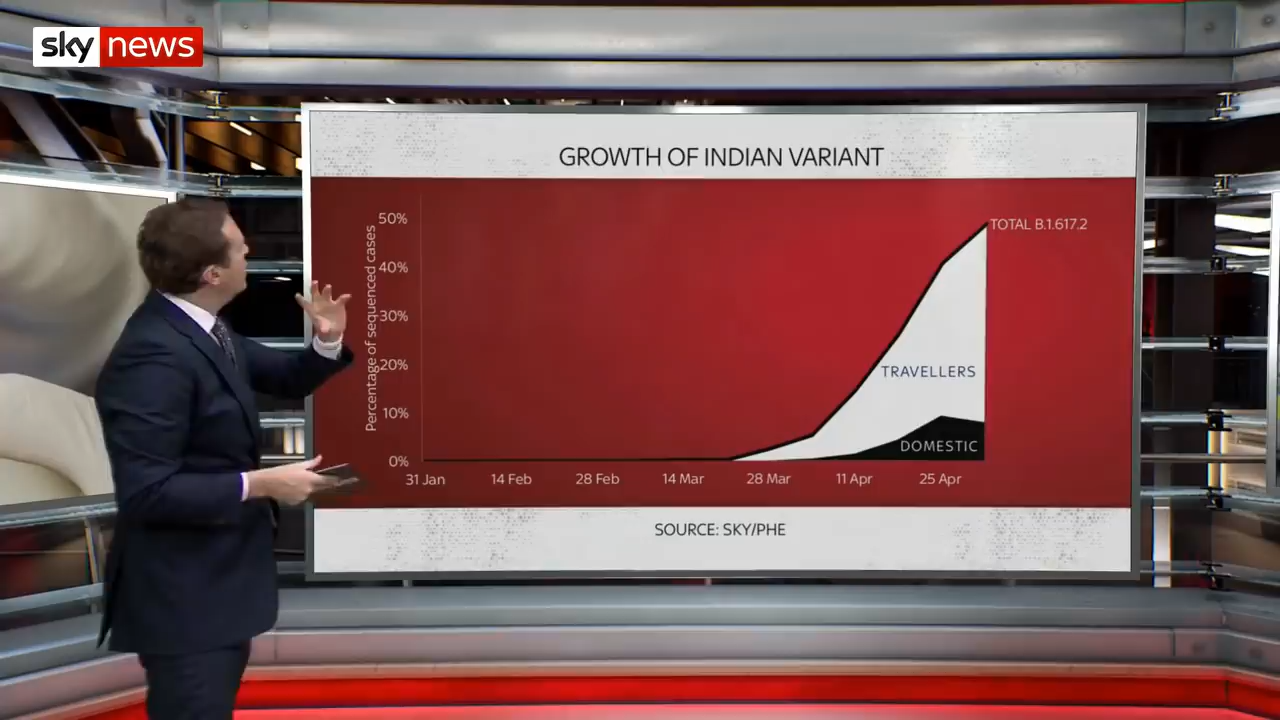 sky news
GROWTH OF INDIAN VARIANT
Percentage of sequenced cases
50%
40%
30%
20%
10%
0%
TOTAL B.1.617.2
TRAVELLERS
DOMESTIC
31 Jan 14 Feb 28 Feb 14 Mar 28 Mar 11 Apr 25 Apr
SOURCE: SKY/PHE